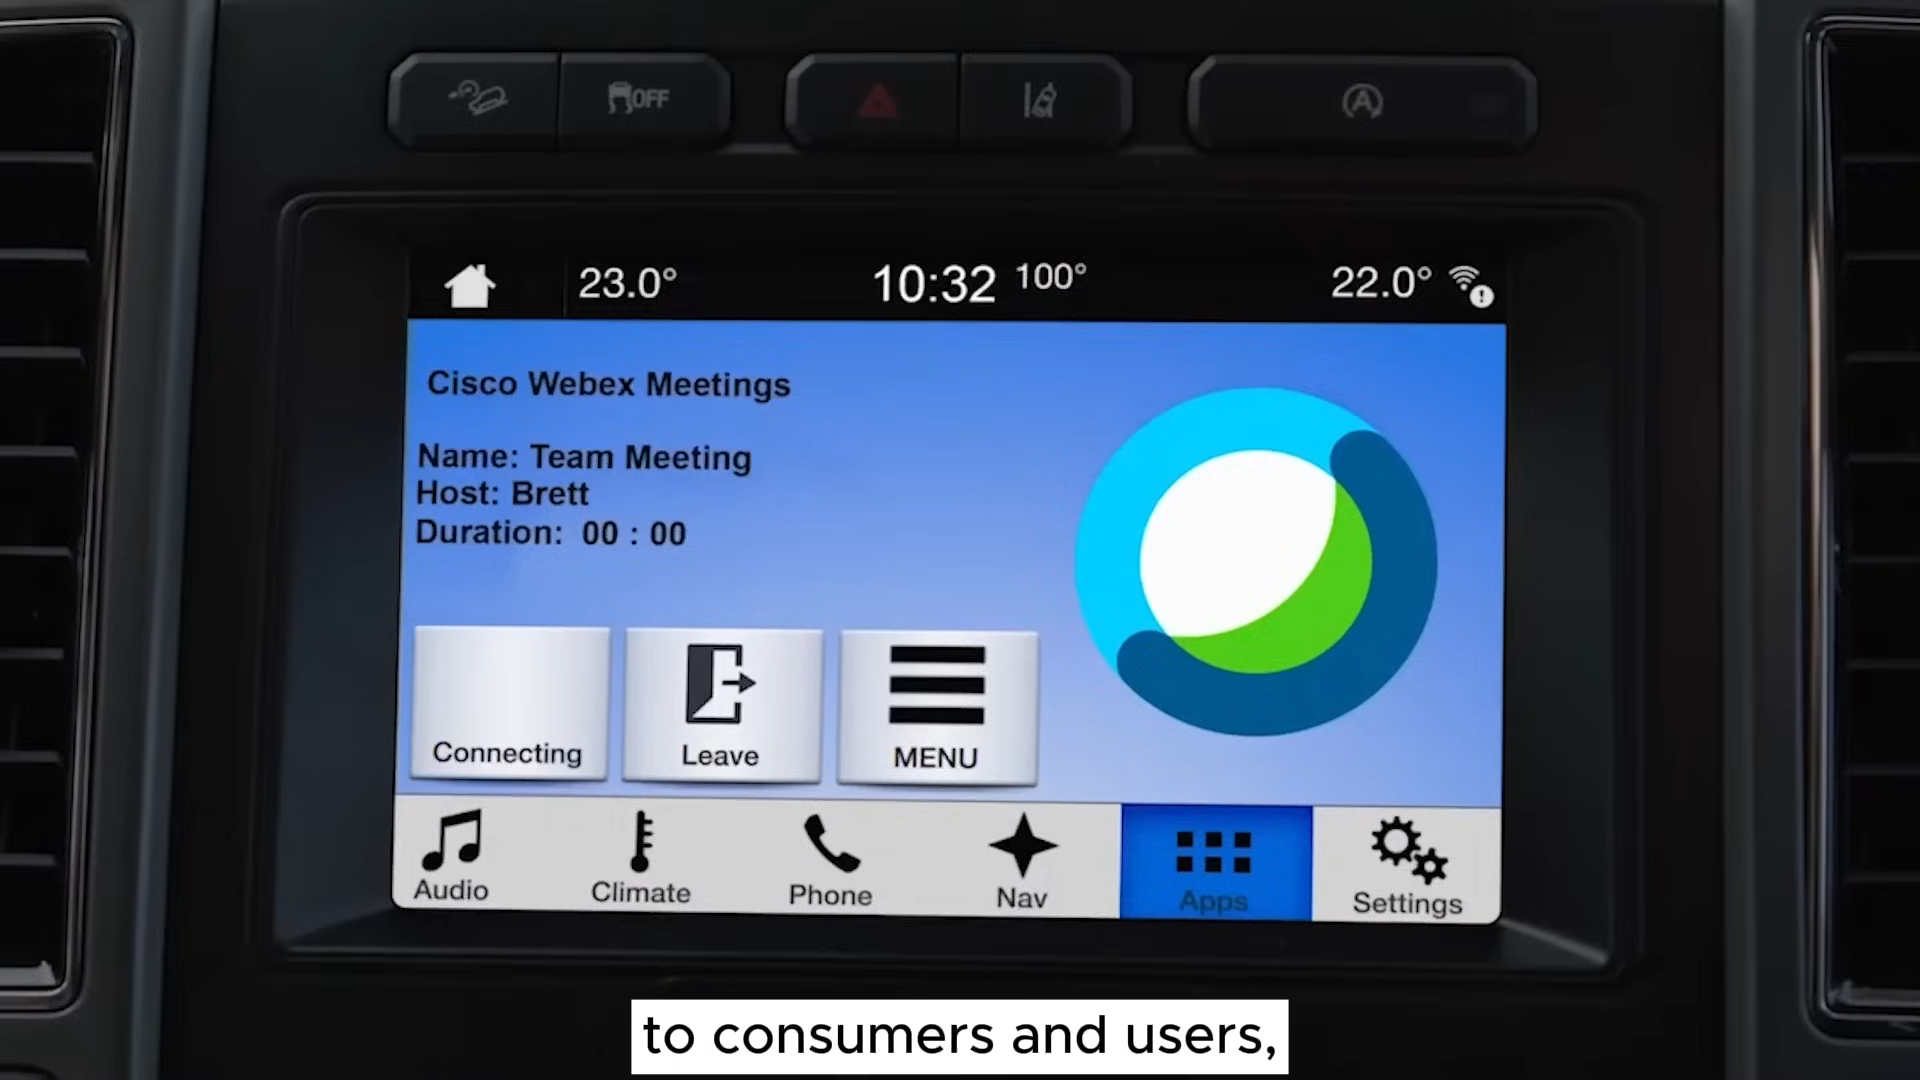 OFF
A
23.0° 10:32 100° 22.0°
Cisco Webex Meetings
Name: Team Meeting
Host: Brett
Duration: 00 : 00
Connecting Leave MENU
Audio Climate Phone Nav Apps Settings
to consumers and users,